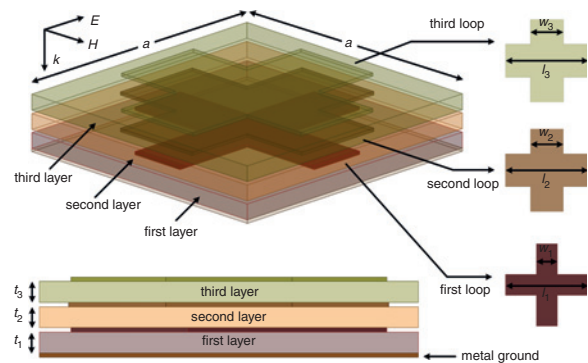 E
H
k
a
a
third loop
w3
l3
third layer
second layer
first layer
second loop
w2
l2
first loop
w1
l1
t3
third layer
t2
second layer
t1
first layer
metal ground